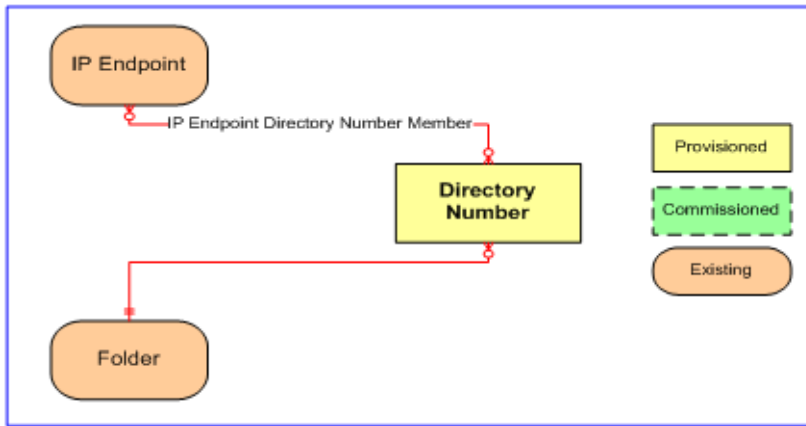 IP Endpoint
IP Endpoint Directory Number Member
Provisioned
Directory
Number
Commissioned
Existing
Folder